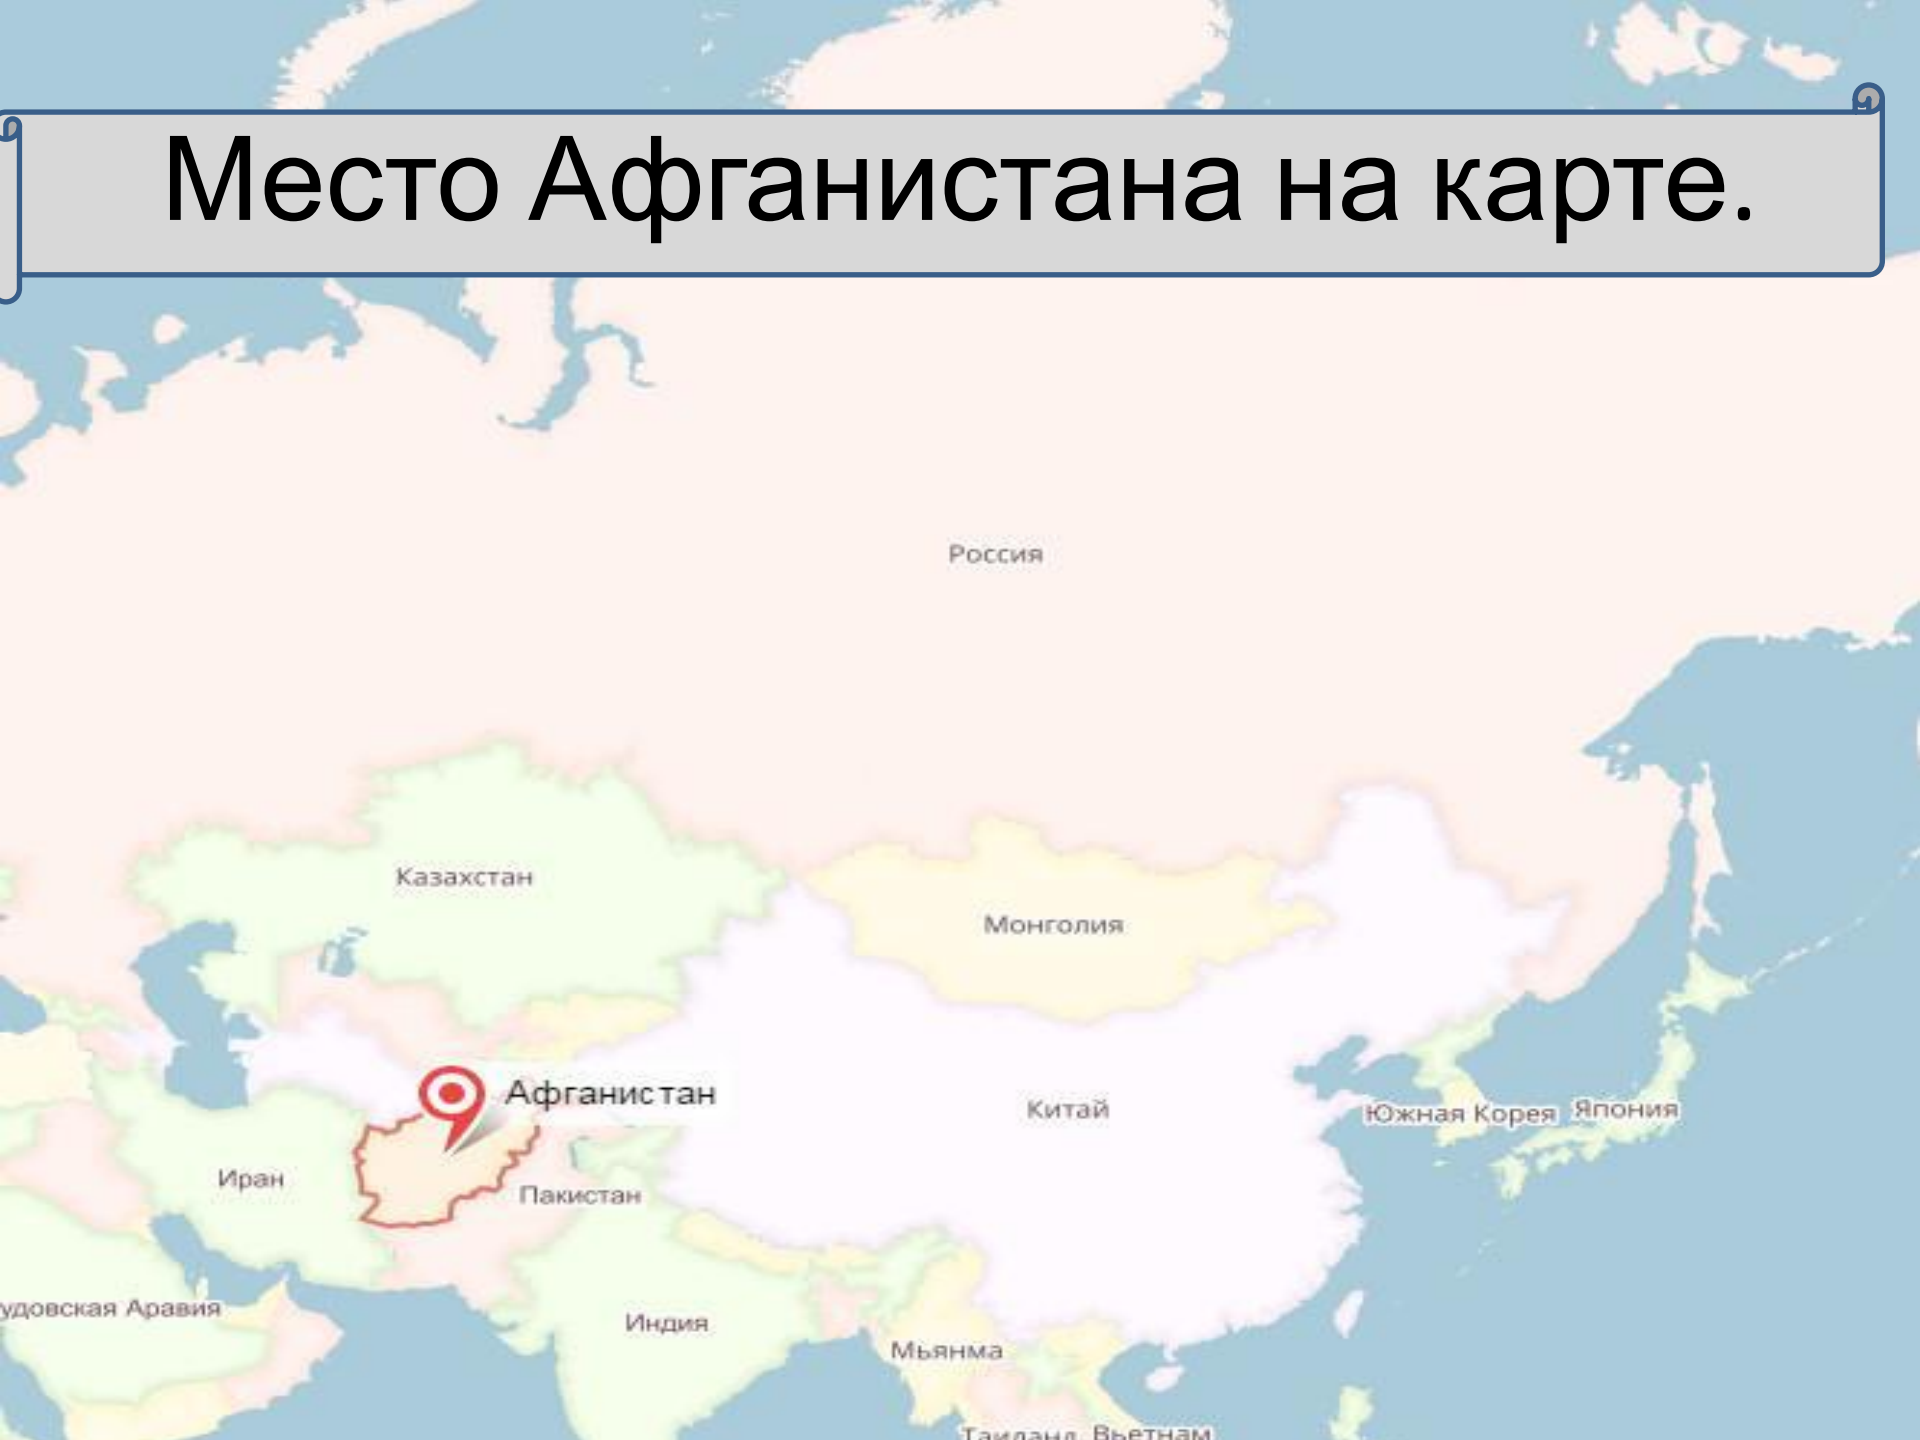 Место Афганистана на карте.
Россия
Казахстан
Монголия
Афганистан
Китай
Южная Корея
Япония
Иран
Пакистан
удовская Аравия
Индия
Мьянма
Таиланд
Вьетнам